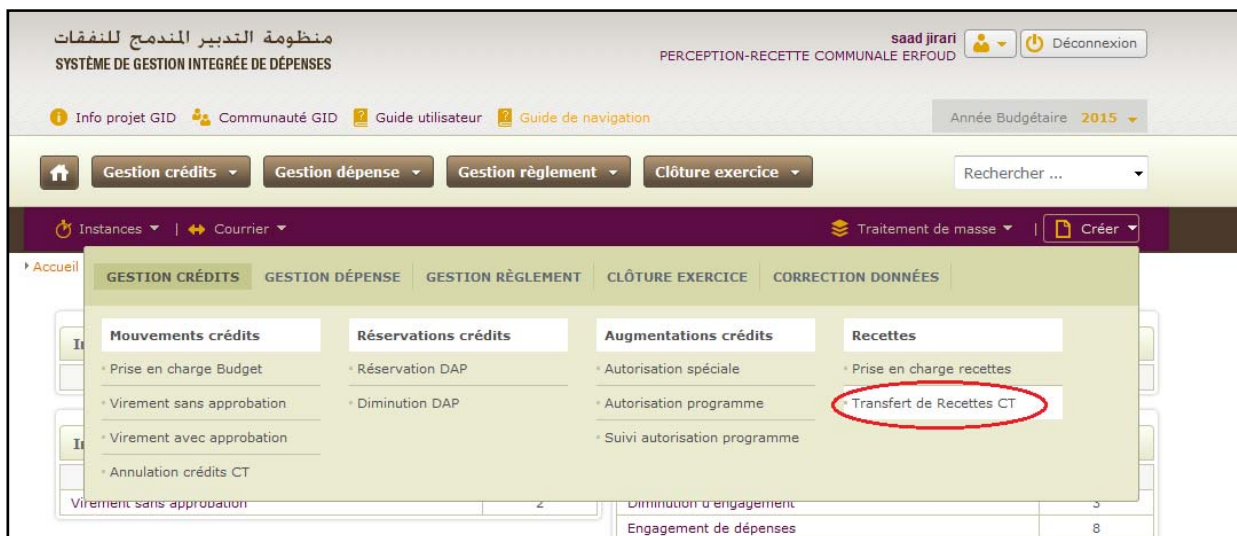 منظومة التدبير المندمج للنفقات
SYSTÈME DE GESTION INTEGRÉE DE DÉPENSES
saad jirari
PERCEPTION-RECETTE COMMUNALE ERFOUD
Déconnexion
Info projet GID Communauté GID Guide utilisateur Guide de navigation
Année Budgétaire 2015
Gestion crédits Gestion dépense Gestion règlement Clôture exercice
Rechercher ...
Instances | Courrier Traitement de masse | Créer
Accueil
GESTION CRÉDITS GESTION DÉPENSE GESTION RÈGLEMENT CLÔTURE EXERCICE CORRECTION DONNÉES
Mouvements crédits Réservations crédits Augmentations crédits Recettes
Prise en charge Budget Réservation DAP Autorisation spéciale Prise en charge recettes
Virement sans approbation Diminution DAP Autorisation programme Transfert de Recettes CT
Virement avec approbation Suivi autorisation programme
Annulation crédits CT
Virement sans approbation 2 Diminution d'engagement 3
Engagement de dépenses 8